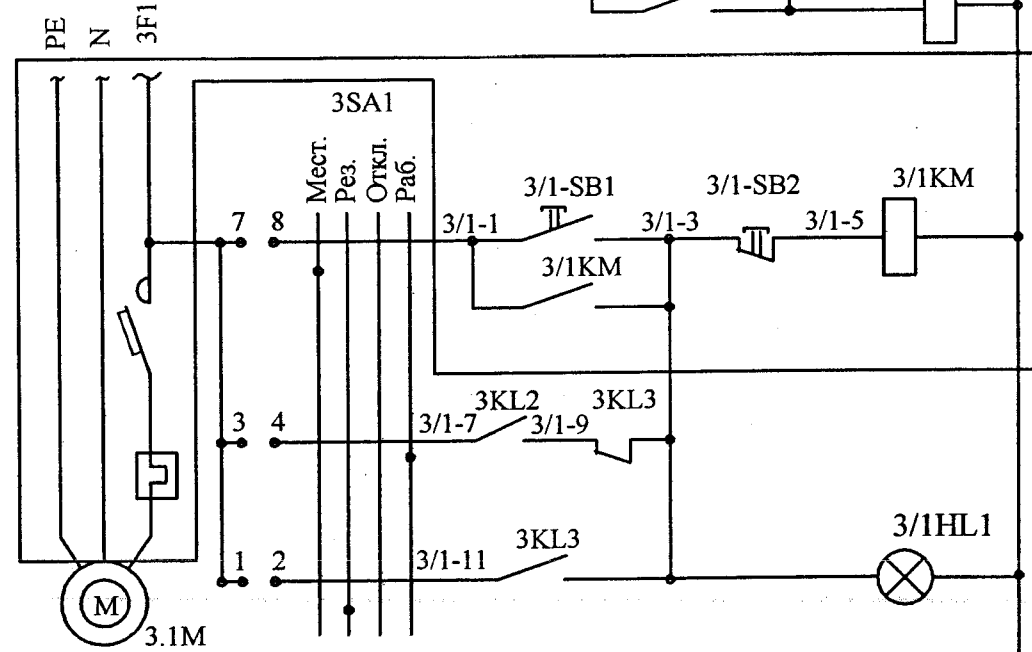 PE
N
3F1
3SA1
Мест.
Рез.
Откл.
Раб.
7 8
3/1-1
3/1-SB1
3/1-3
3/1-SB2
3/1-5
3/1KM
3/1KM
3 4
3/1-7
3KL2
3/1-9
3KL3
1 2
3/1-11
3KL3
3/1HL1
M
3.1M